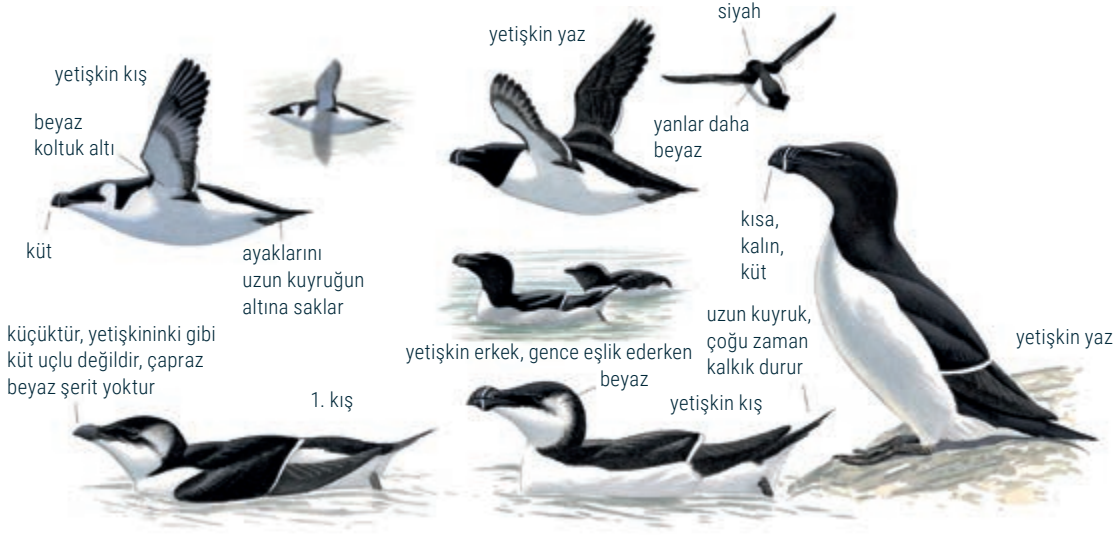 siyah
yetişkin yaz
yetişkin kış
beyaz
koltuk altı
yanlar daha
beyaz
küt
ayaklarını
uzun kuyruğun
altına saklar
kısa,
kalın,
küt
küçüktür, yetişkininki gibi
küt uçlu değildir, çapraz
beyaz şerit yoktur
yetişkin erkek, gence eşlik ederken
uzun kuyruk,
çoğu zaman
kalkık durur
yetişkin yaz
beyaz
1. kış
yetişkin kış